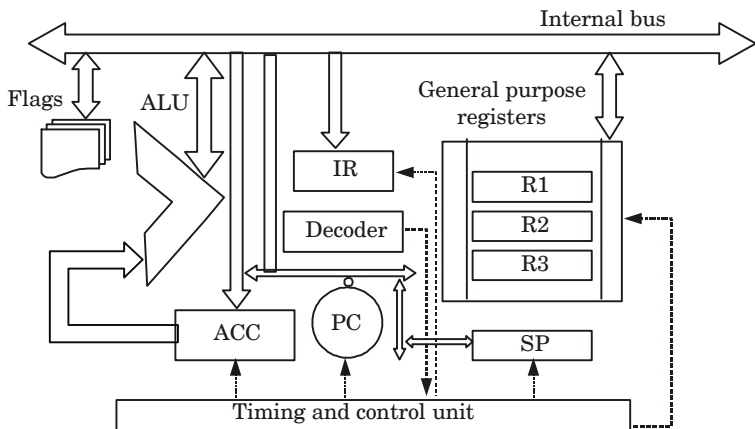 Internal bus
Flags
ALU
General purpose
registers
IR
R1
R2
R3
Decoder
ACC
PC
SP
Timing and control unit